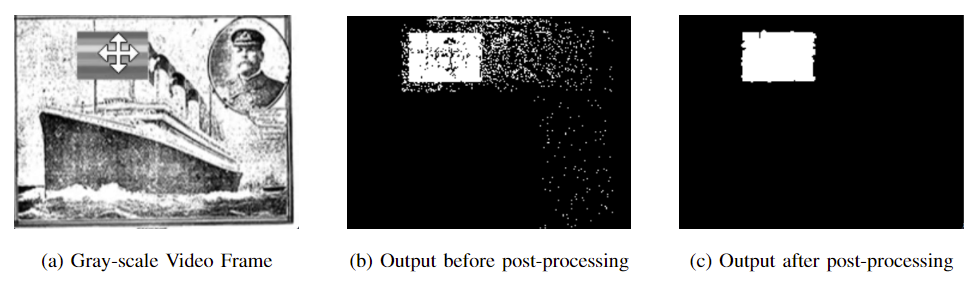 (a) Gray-scale Video Frame
(b) Output before post-processing
(c) Output after post-processing